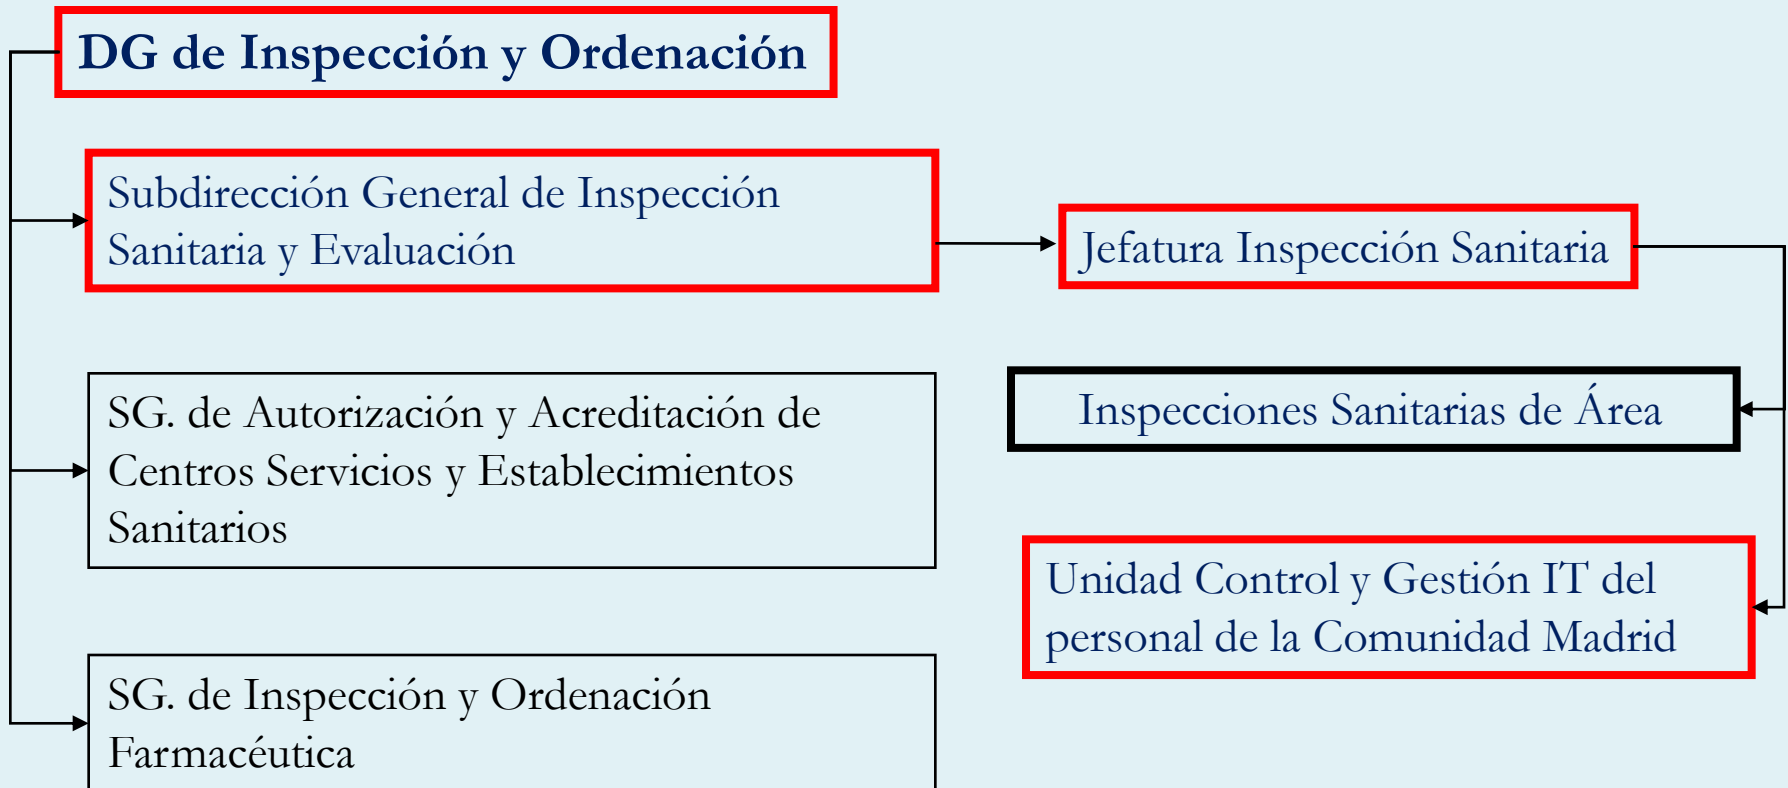 DG de Inspección y Ordenación
Subdirección General de Inspección
Sanitaria y Evaluación
Jefatura Inspección Sanitaria
SG. de Autorización y Acreditación de
Centros Servicios y Establecimientos
Sanitarios
Inspecciones Sanitarias de Área
Unidad Control y Gestión IT del
personal de la Comunidad Madrid
SG. de Inspección y Ordenación
Farmacéutica